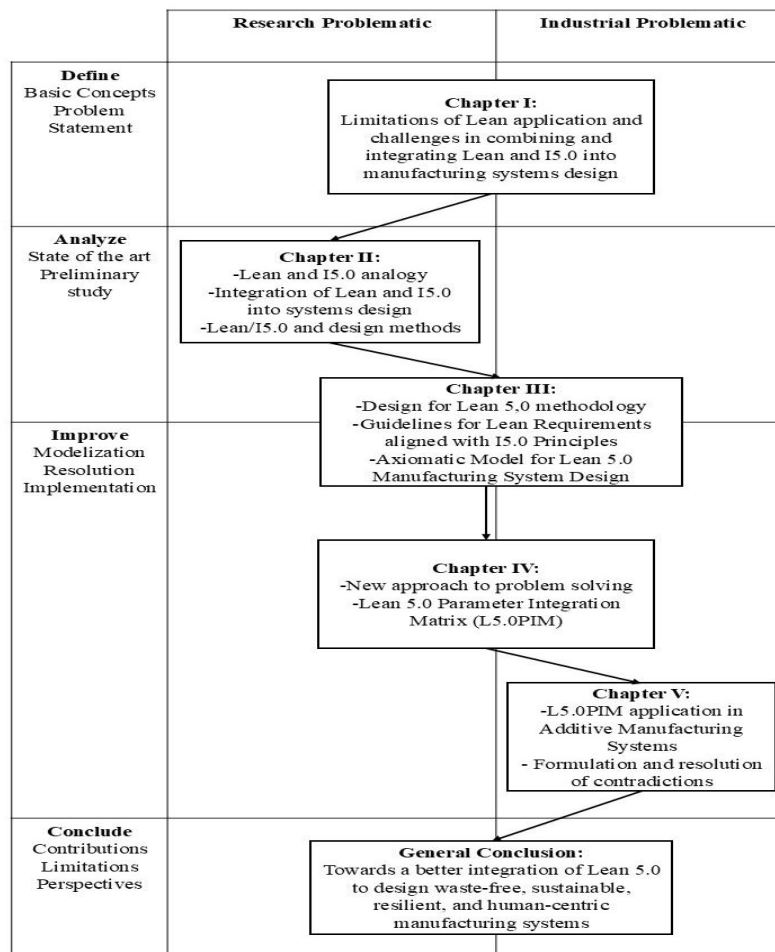 Research Problematic
Industrial Problematic
Define
Basic Concepts
Problem
Statement
Chapter I:
Limitations of Lean application and
challenges in combining and
integrating Lean and I5.0 into
manufacturing systems design
Analyze
State of the art
Preliminary
study
Chapter II:
-Lean and I5.0 analogy
-Integration of Lean and I5.0
into systems design
-Lean/I5.0 and design methods
Chapter III:
-Design for Lean 5,0 methodology
-Guidelines for Lean Requirements
aligned with I5.0 Principles
-Axiomatic Model for Lean 5.0
Manufacturing System Design
Improve
Modelization
Resolution
Implementation
Chapter IV:
-New approach to problem solving
-Lean 5.0 Parameter Integration
Matrix (L5.0PIM)
Chapter V:
-L5.0PIM application in
Additive Manufacturing
Systems
- Formulation and resolution
of contradictions
Conclude
Contributions
Limitations
Perspectives
General Conclusion:
Towards a better integration of Lean 5.0
to design waste-free, sustainable,
resilient, and human-centric
manufacturing systems